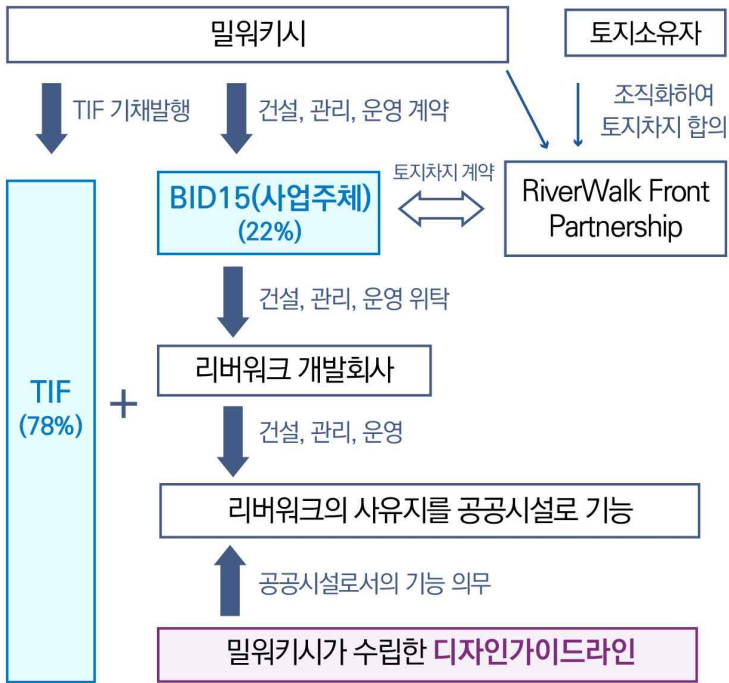 밀워키시
토지소유자
TIF 기채발행
건설, 관리, 운영 계약
조직화하여
토지차지 합의
BID15(사업주체)
(22%)
토지차지 계약
RiverWalk Front
Partnership
건설, 관리, 운영 위탁
TIF
(78%)
+
리버워크 개발회사
건설, 관리, 운영
리버워크의 사유지를 공공시설로 기능
공공시설로서의 기능 의무
밀워키시가 수립한 디자인가이드라인